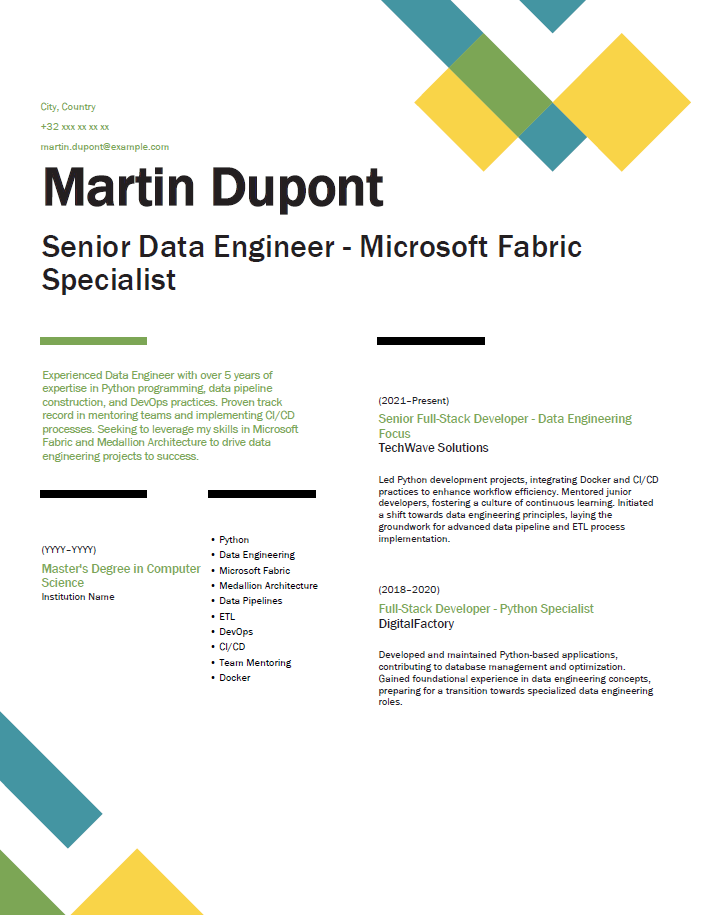 City, Country
+32 xxx xx xx xx
martin.dupont@example.com
Martin Dupont
Senior Data Engineer - Microsoft Fabric
Specialist
Experienced Data Engineer with over 5 years of
expertise in Python programming, data pipeline
construction, and DevOps practices. Proven track
record in mentoring teams and implementing CI/CD
processes. Seeking to leverage my skills in Microsoft
Fabric and Medallion Architecture to drive data
engineering projects to success.
(YYYY–YYYY)
Master's Degree in Computer
Science
Institution Name
• Python
• Data Engineering
• Microsoft Fabric
• Medallion Architecture
• Data Pipelines
• ETL
• DevOps
• CI/CD
• Team Mentoring
• Docker
(2021–Present)
Senior Full-Stack Developer - Data Engineering
Focus
TechWave Solutions
Led Python development projects, integrating Docker and CI/CD
practices to enhance workflow efficiency. Mentored junior
developers, fostering a culture of continuous learning. Initiated
a shift towards data engineering principles, laying the
groundwork for advanced data pipeline and ETL process
implementation.
(2018–2020)
Full-Stack Developer - Python Specialist
DigitalFactory
Developed and maintained Python-based applications,
contributing to database management and optimization.
Gained foundational experience in data engineering concepts,
preparing for a transition towards specialized data engineering
roles.